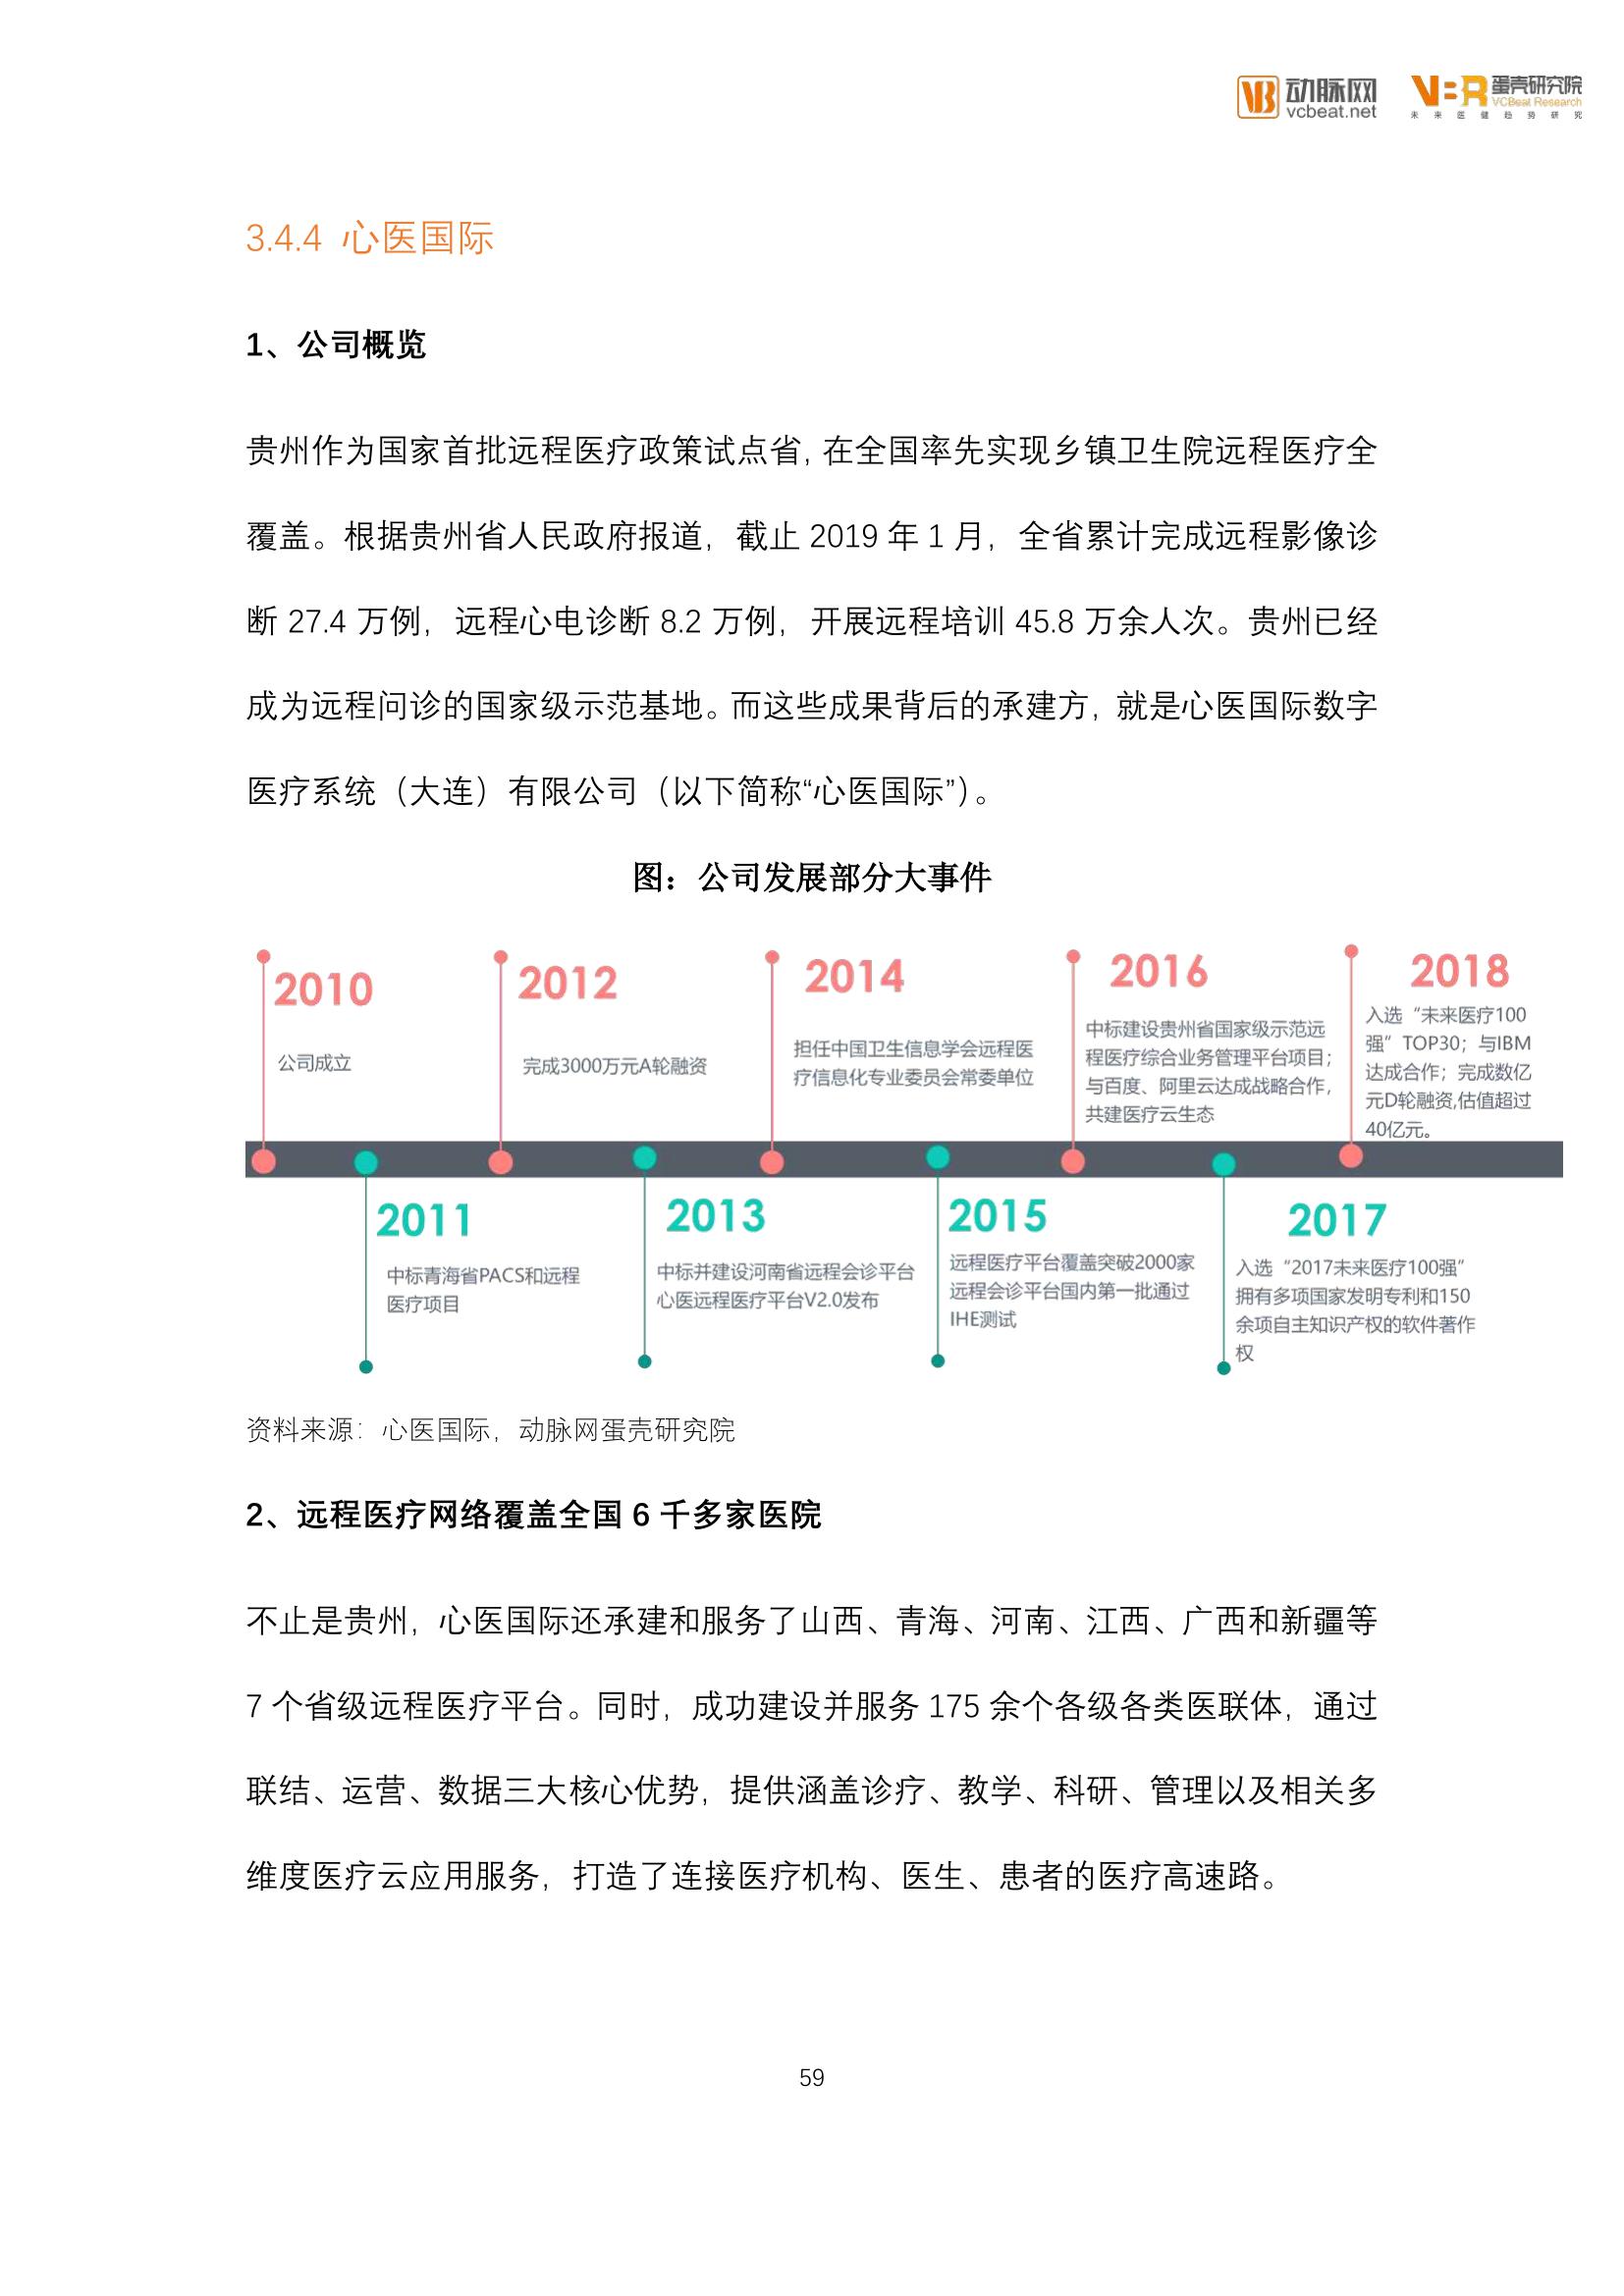 动脉网
vcbeat.net
VBR 蛋壳研究院
VCBeat Research
未来医健趋势研究
3.4.4 心医国际
1、公司概览
贵州作为国家首批远程医疗政策试点省，在全国率先实现乡镇卫生院远程医疗全
覆盖。根据贵州省人民政府报道，截止 2019 年 1 月，全省累计完成远程影像诊
断 27.4 万例，远程心电诊断 8.2 万例，开展远程培训 45.8 万余人次。贵州已经
成为远程问诊的国家级示范基地。而这些成果背后的承建方，就是心医国际数字
医疗系统（大连）有限公司（以下简称“心医国际”）。
图：公司发展部分大事件
2010
公司成立
2012
完成3000万元A轮融资
2014
担任中国卫生信息学会远程医
疗信息化专业委员会常委单位
2016
中标建设贵州省国家级示范远
程医疗综合业务管理平台项目；
与百度、阿里云达成战略合作，
共建医疗云生态
2018
入选“未来医疗100
强”TOP30；与IBM
达成合作；完成数亿
元D轮融资,估值超过
40亿元。
2011
中标青海省PACS和远程
医疗项目
2013
中标并建设河南省远程会诊平台
心医远程医疗平台V2.0发布
2015
远程医疗平台覆盖突破2000家
远程会诊平台国内第一批通过
IHE测试
2017
入选“2017未来医疗100强”
拥有多项国家发明专利和150
余项自主知识产权的软件著作
权
资料来源：心医国际，动脉网蛋壳研究院
2、远程医疗网络覆盖全国 6 千多家医院
不止是贵州，心医国际还承建和服务了山西、青海、河南、江西、广西和新疆等
7 个省级远程医疗平台。同时，成功建设并服务 175 余个各级各类医联体，通过
联结、运营、数据三大核心优势，提供涵盖诊疗、教学、科研、管理以及相关多
维度医疗云应用服务，打造了连接医疗机构、医生、患者的医疗高速路。
59